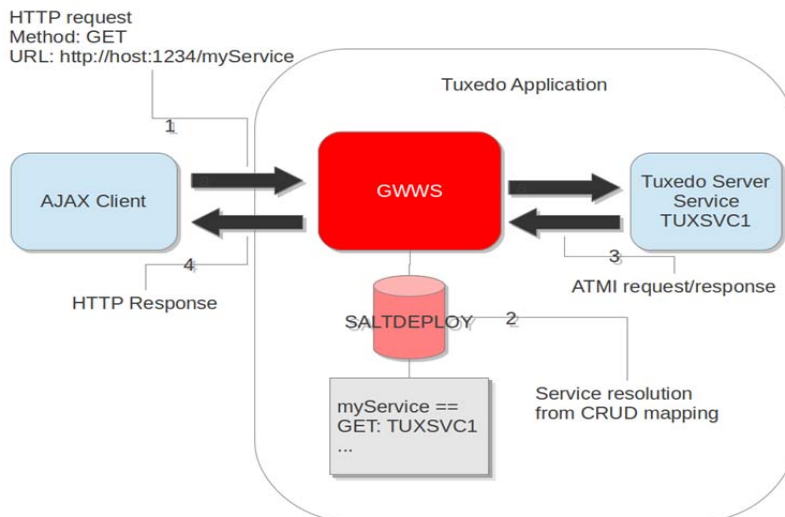 HTTP request
Method: GET
URL: http://host:1234/myService
Tuxedo Application
1
AJAX Client
GWWS
Tuxedo Server
Service
TUXSVC1
4
HTTP Response
3
ATMI request/response
SALTDEPLOY
2
myService ==
GET: TUXSVC1
...
Service resolution
from CRUD mapping